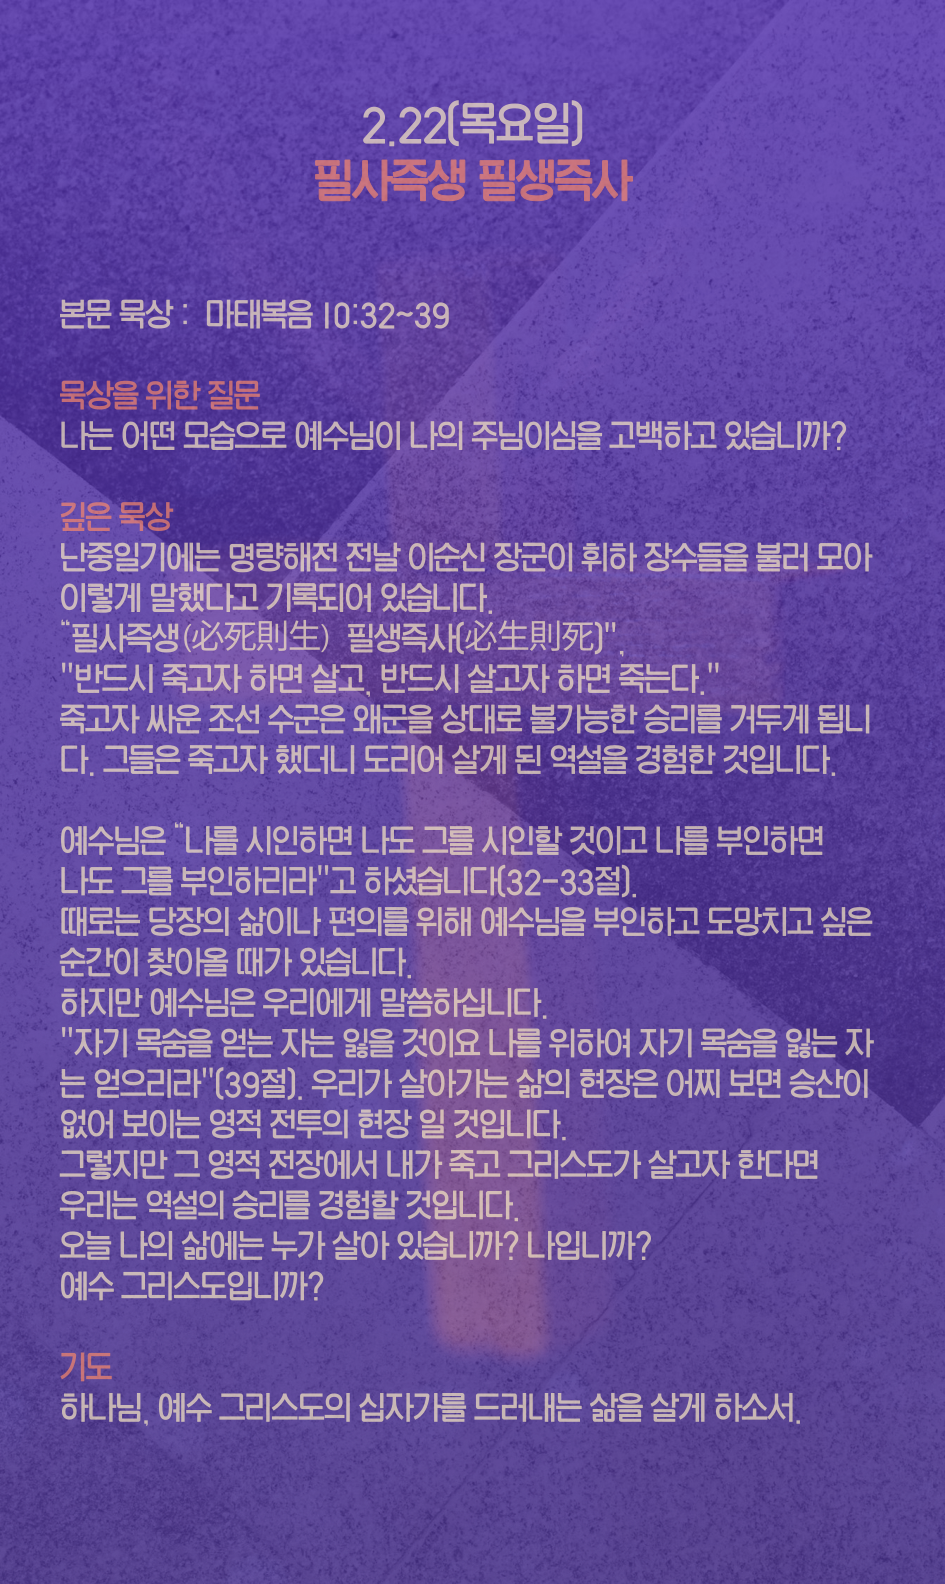 2.22(목요일)
필사즉생 필생즉사
본문 묵상 : 마태복음 10:32~39
묵상을 위한 질문
나는 어떤 모습으로 예수님이 나의 주님이심을 고백하고 있습니까?
깊은 묵상
난중일기에는 명량해전 전날 이순신 장군이 휘하 장수들을 불러 모아
이렇게 말했다고 기록되어 있습니다.
“필사즉생(必死則生) 필생즉사(必生則死)",
"반드시 죽고자 하면 살고, 반드시 살고자 하면 죽는다."
죽고자 싸운 조선 수군은 왜군을 상대로 불가능한 승리를 거두게 됩니
다. 그들은 죽고자 했더니 도리어 살게 된 역설을 경험한 것입니다.
예수님은 “나를 시인하면 나도 그를 시인할 것이고 나를 부인하면
나도 그를 부인하리라"고 하셨습니다(32-33절).
때로는 당장의 삶이나 편의를 위해 예수님을 부인하고 도망치고 싶은
순간이 찾아올 때가 있습니다.
하지만 예수님은 우리에게 말씀하십니다.
"자기 목숨을 얻는 자는 잃을 것이요 나를 위하여 자기 목숨을 잃는 자
는 얻으리라"(39절). 우리가 살아가는 삶의 현장은 어찌 보면 승산이
없어 보이는 영적 전투의 현장 일 것입니다.
그렇지만 그 영적 전장에서 내가 죽고 그리스도가 살고자 한다면
우리는 역설의 승리를 경험할 것입니다.
오늘 나의 삶에는 누가 살아 있습니까? 나입니까?
예수 그리스도입니까?
기도
하나님, 예수 그리스도의 십자가를 드러내는 삶을 살게 하소서.